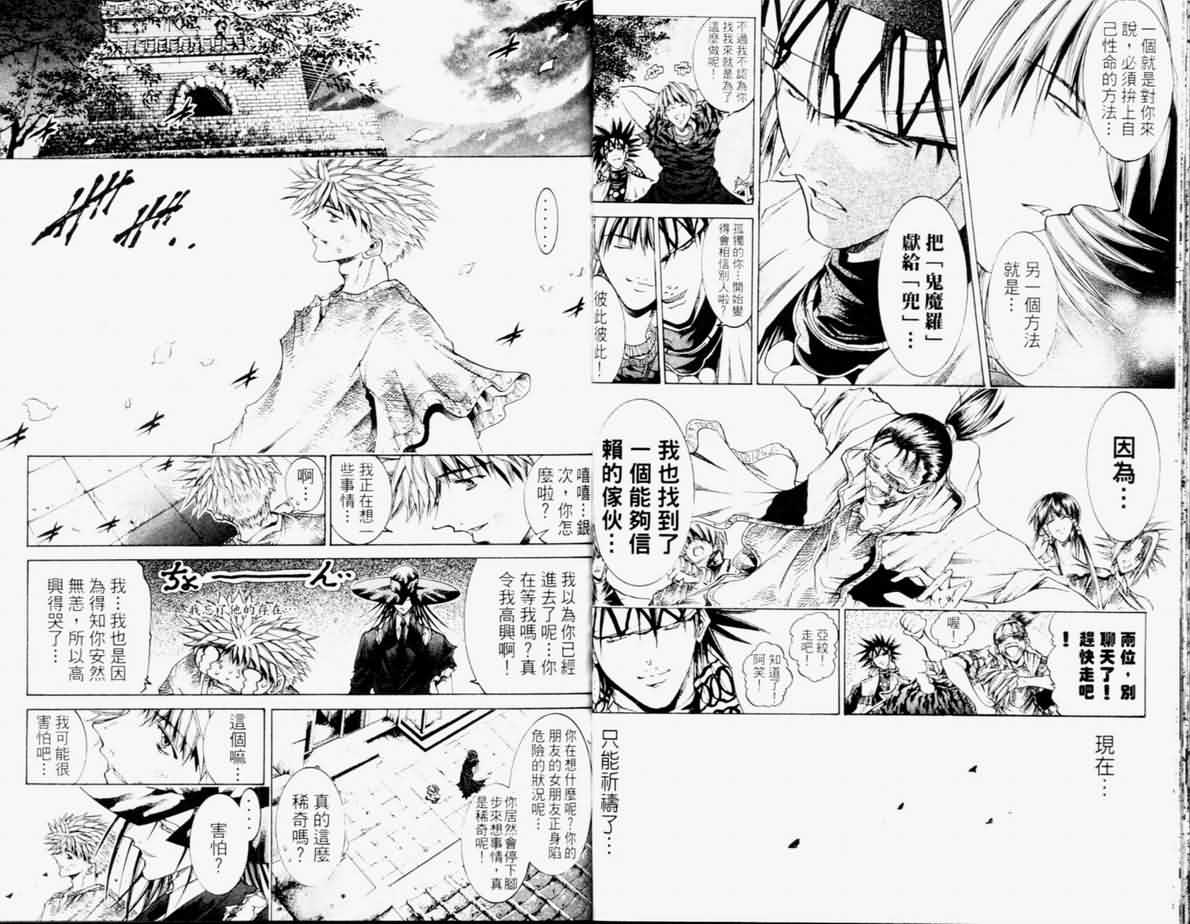 一個就是對你來
說，必須拚上自
己性命的方法…
另一個方法
就是…
把「鬼魔羅」
獻給「兜」…
不過我不認為你
找我來就是為了
這麼做呢！
孤獨的你…開始變
得會相信別人啦？
彼此彼此！
因為…
我也找到了
一個能夠信
賴的傢伙…
兩位，別
聊天了！
趕快走吧
！
喔！
亞紋！
走吧！
知道了！
阿笑！
現在…
只能祈禱了…
……
嘻嘻…銀
次，你怎
麼啦？
我正在想一
些事情…
啊…
我以為你已經
進去了呢…你
在等我嗎？真
令我高興啊！
ちょーーん
我忘了他的存在…
我…我也是因
為得知你安然
無恙，所以高
興得哭了…
你在想什麼呢？你的
朋友的女朋友正身陷
危險的狀況呢…
你居然會停下腳
步來想事情，真
是稀奇呢！
真的這麼
稀奇嗎？
這個嘛…
我可能很
害怕吧…
…
害怕？